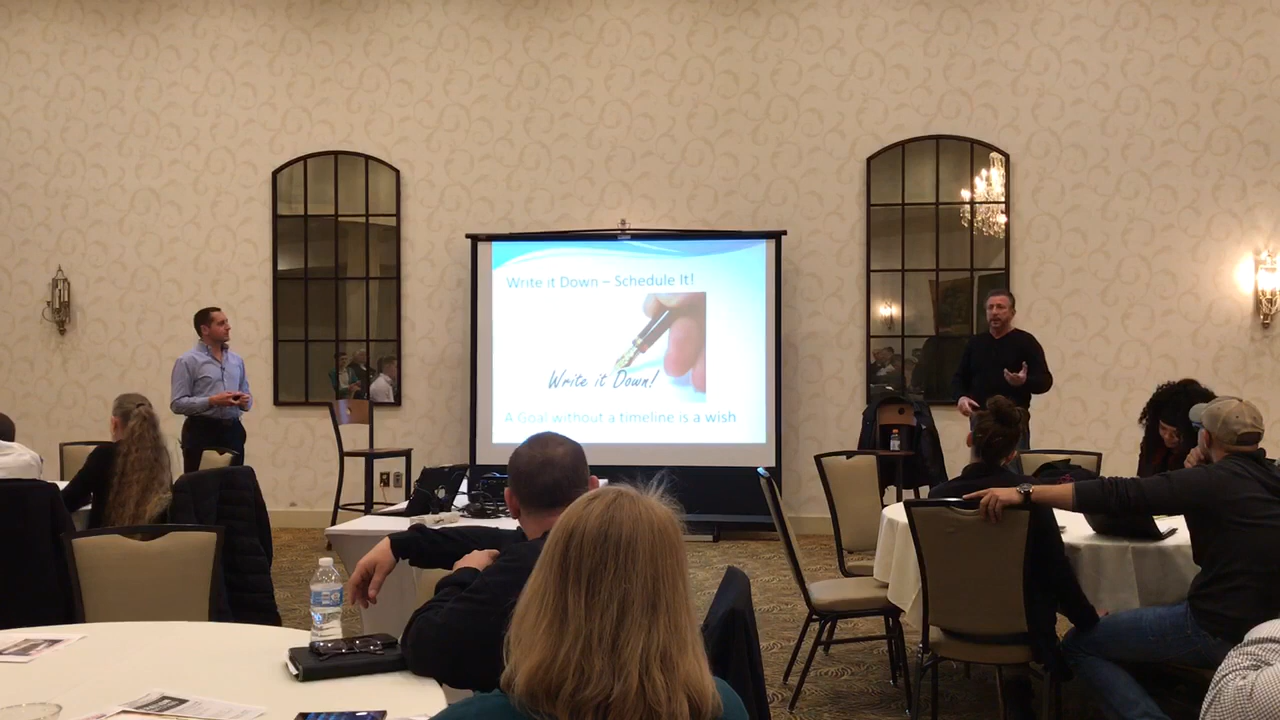 Write it Down – Schedule It!
Write it Down!
A Goal without a timeline is a wish